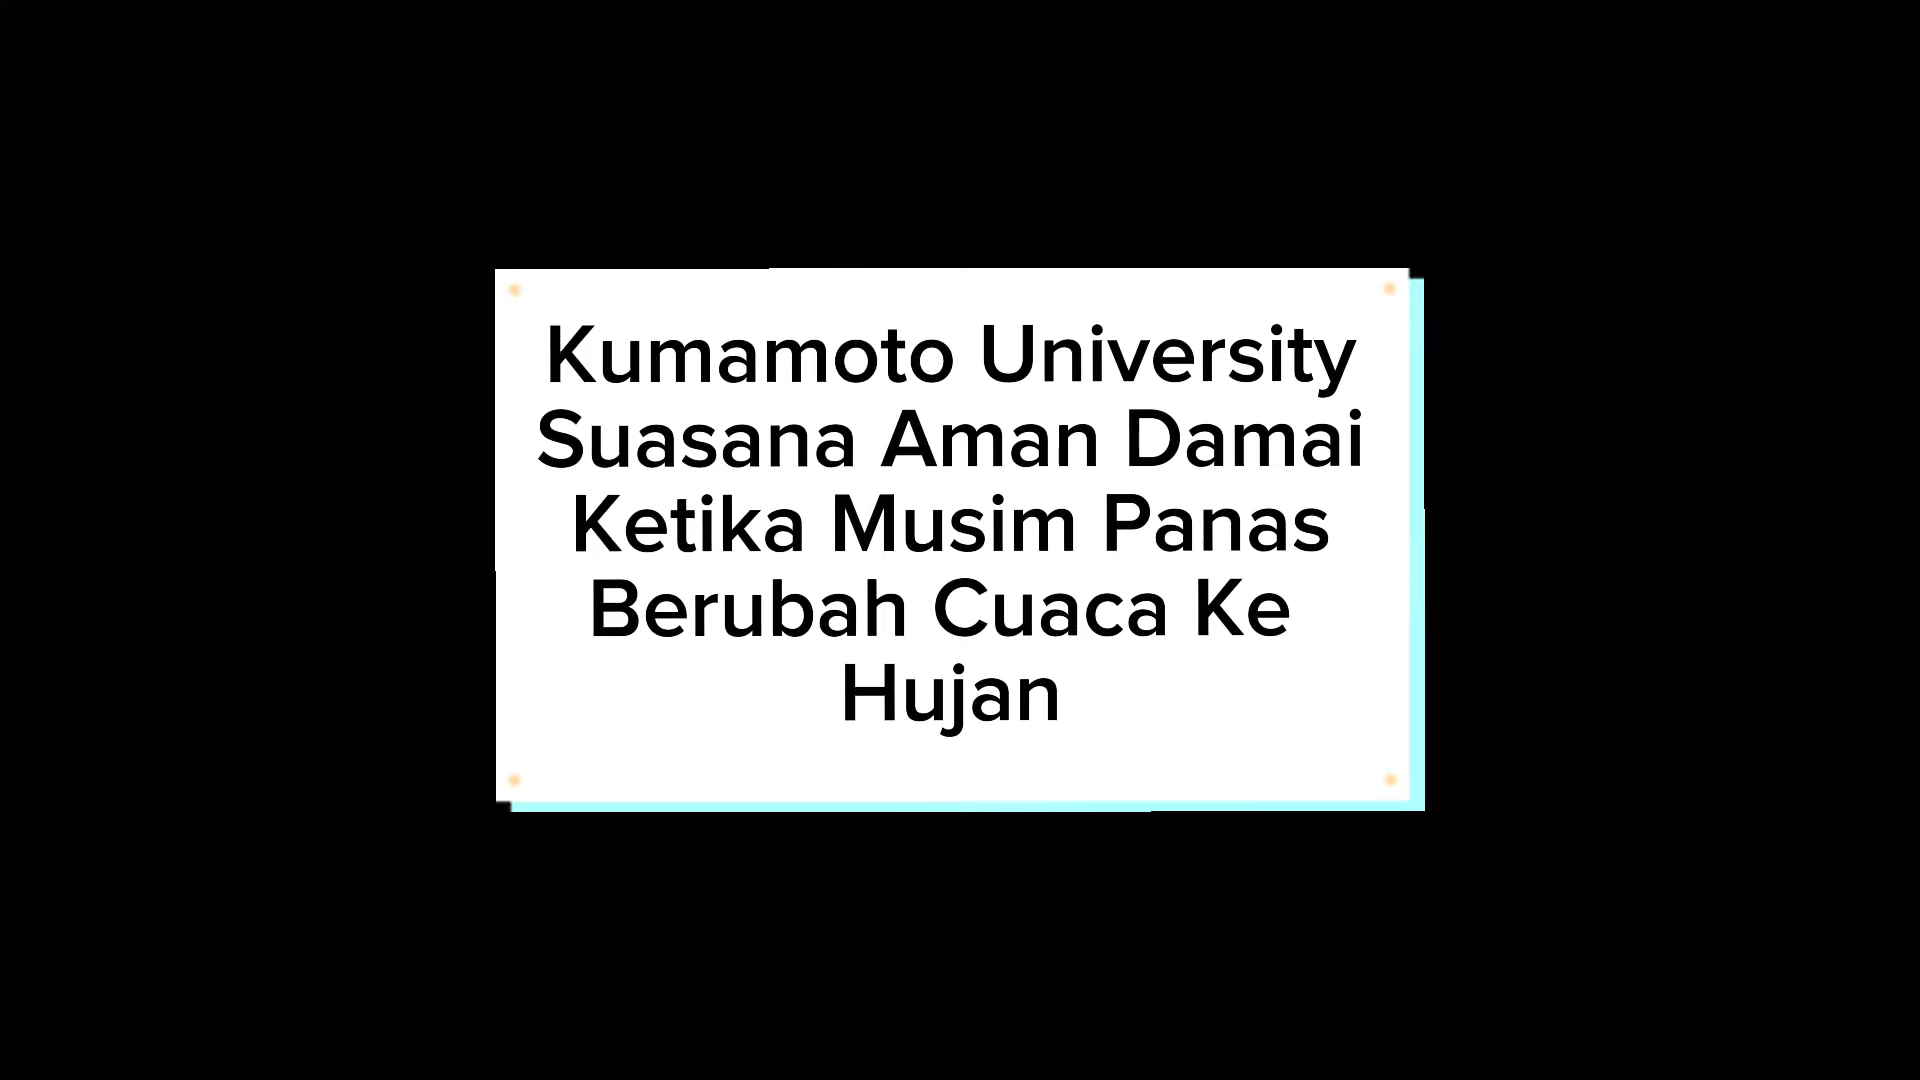 Kumamoto University
Suasana Aman Damai
Ketika Musim Panas
Berubah Cuaca Ke
Hujan